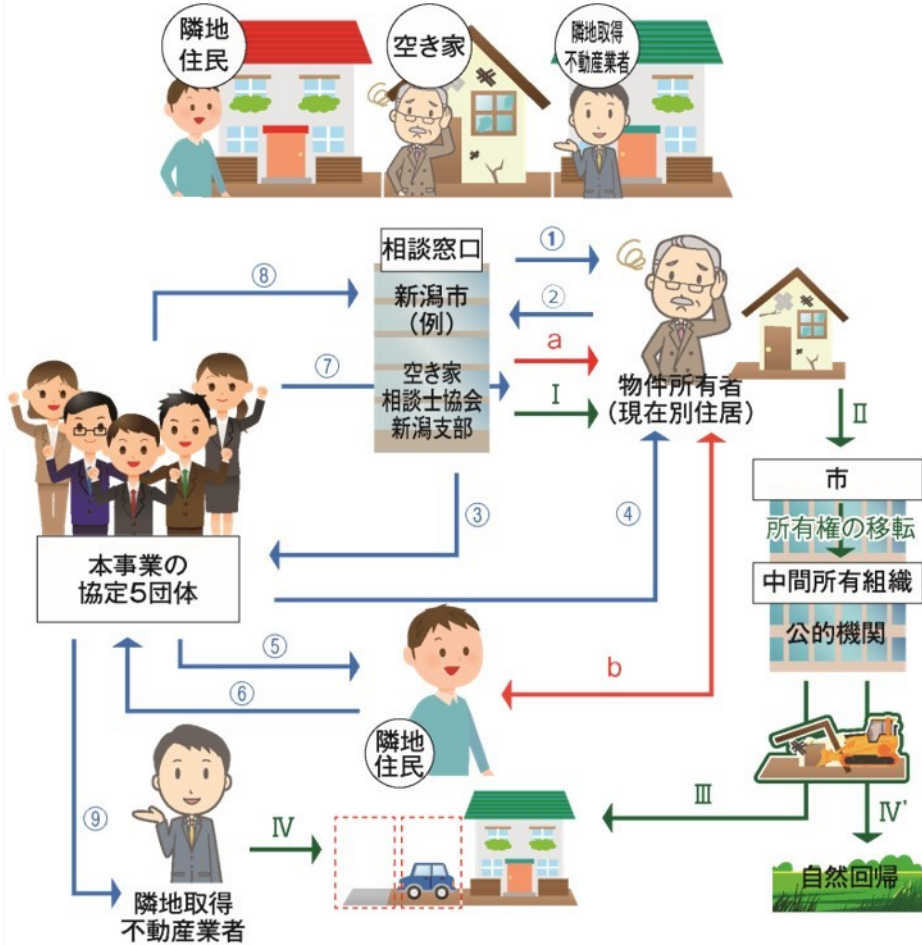 隣地
住民
空き家
隣地取得
不動産業者
相談窓口
新潟市
（例）
空き家
相談士協会
新潟支部
①
②
a
Ⅰ
物件所有者
（現在別住居）
Ⅱ
⑧
⑦
③
④
市
所有権の移転
中間所有組織
公的機関
本事業の
協定5団体
⑤
⑥
b
隣地
住民
⑨
Ⅳ
Ⅲ
Ⅳ'
隣地取得
不動産業者
自然回帰